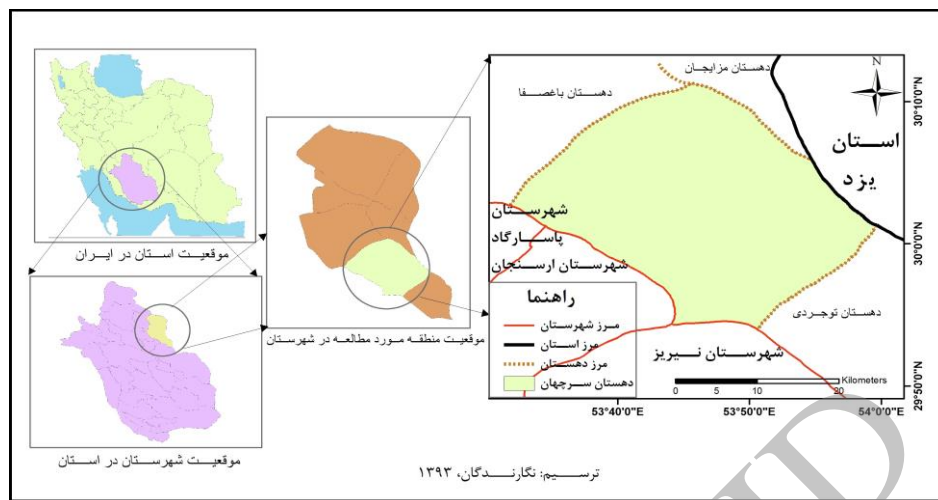 دهستان مزایجان
دهستان باغصفا
N
30°10'0"N
استان
یزد
30°0'0"N
شهرستان
پاسارگاد
شهرستان ارسنجان
موقعیت استان در ایران
راهنما
مرز شهرستان
مرز استان
مرز دهستان
دهستان سرچهان
دهستان توجردی
شهرستان نیریز
Kilometers
0 5 10 20
29°50'0"N
53°40'0"E 53°50'0"E 54°0'0"E
موقعیت منطقه مورد مطالعه در شهرستان
موقعیت شهرستان در استان
ترسیم: نگارندگان، ۱۳۹۳